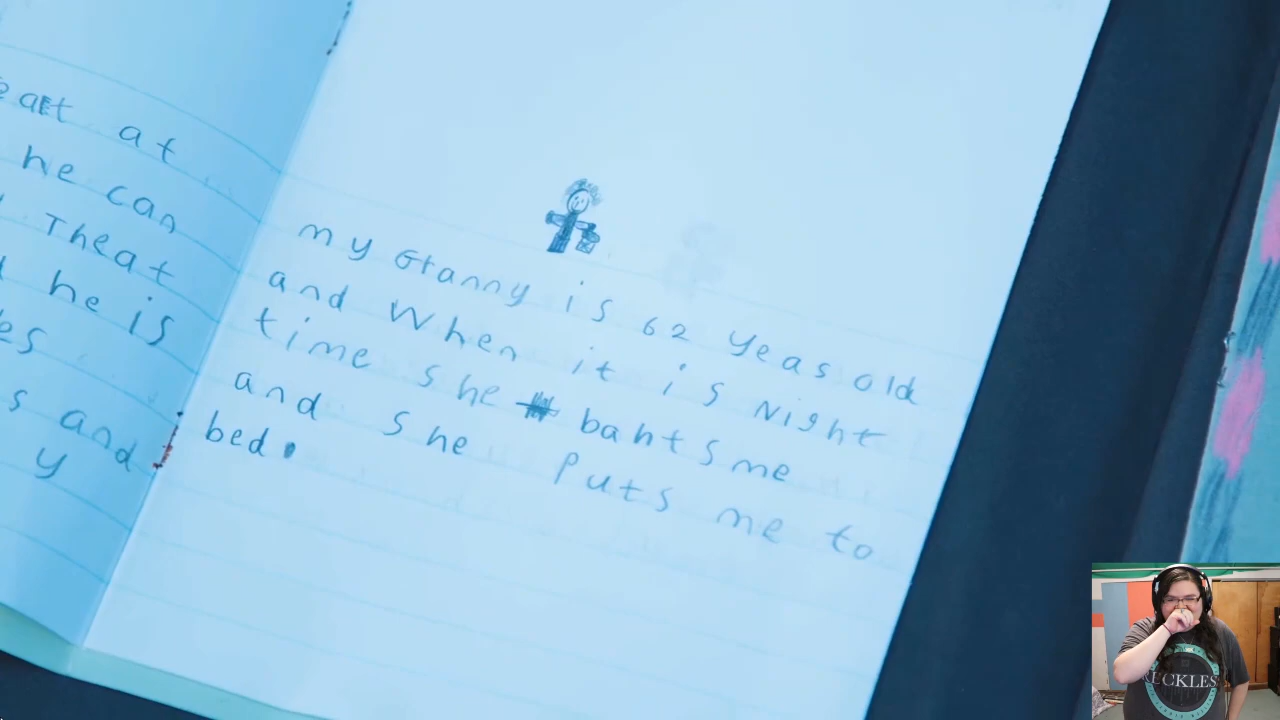 at
he can
Theat
he is
s and
y
my Granny is 62 yeas old
and When it is Night
time she bahts me
and she puts me to
bed.